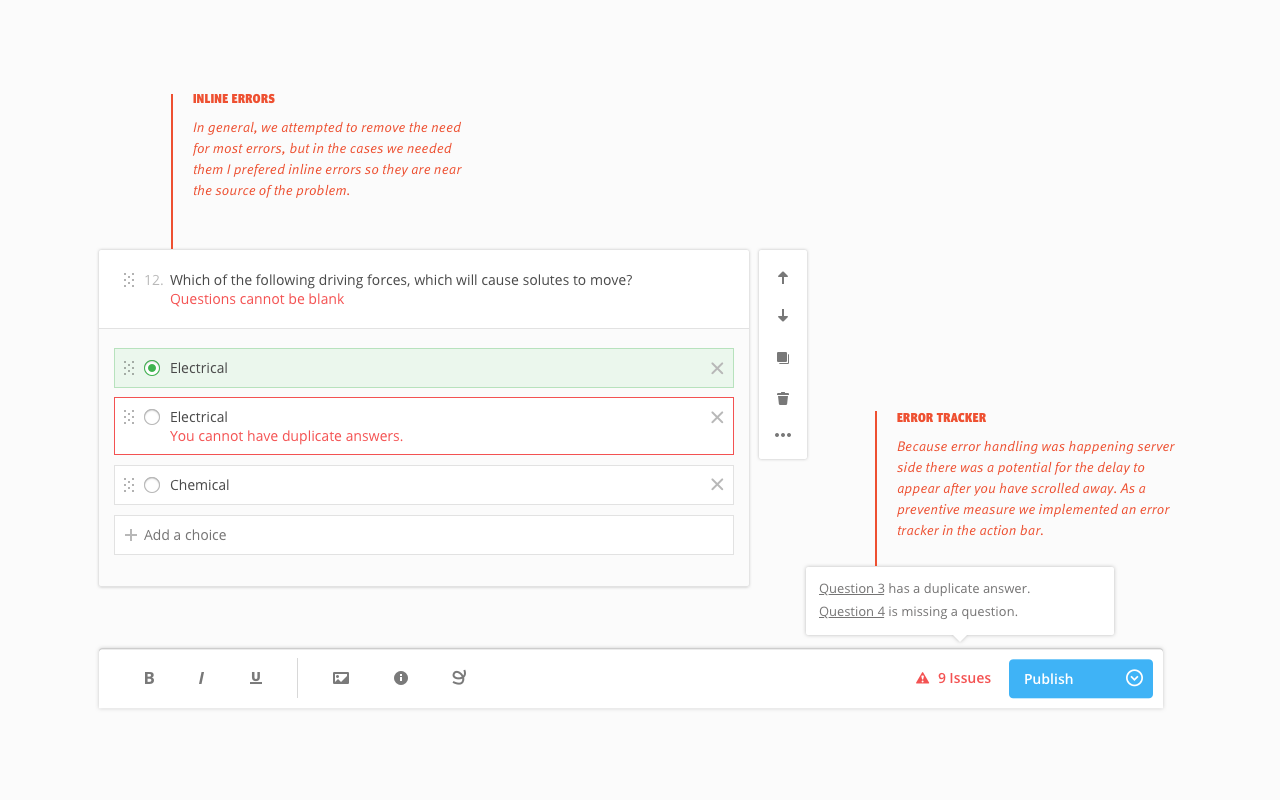 INLINE ERRORS
In general, we attempted to remove the need
for most errors, but in the cases we needed
them I prefered inline errors so they are near
the source of the problem.
12. Which of the following driving forces, which will cause solutes to move?
Questions cannot be blank
Electrical
Electrical
You cannot have duplicate answers.
Chemical
Add a choice
ERROR TRACKER
Because error handling was happening server
side there was a potential for the delay to
appear after you have scrolled away. As a
preventive measure we implemented an error
tracker in the action bar.
Question 3 has a duplicate answer.
Question 4 is missing a question.
B I U
9 Issues
Publish